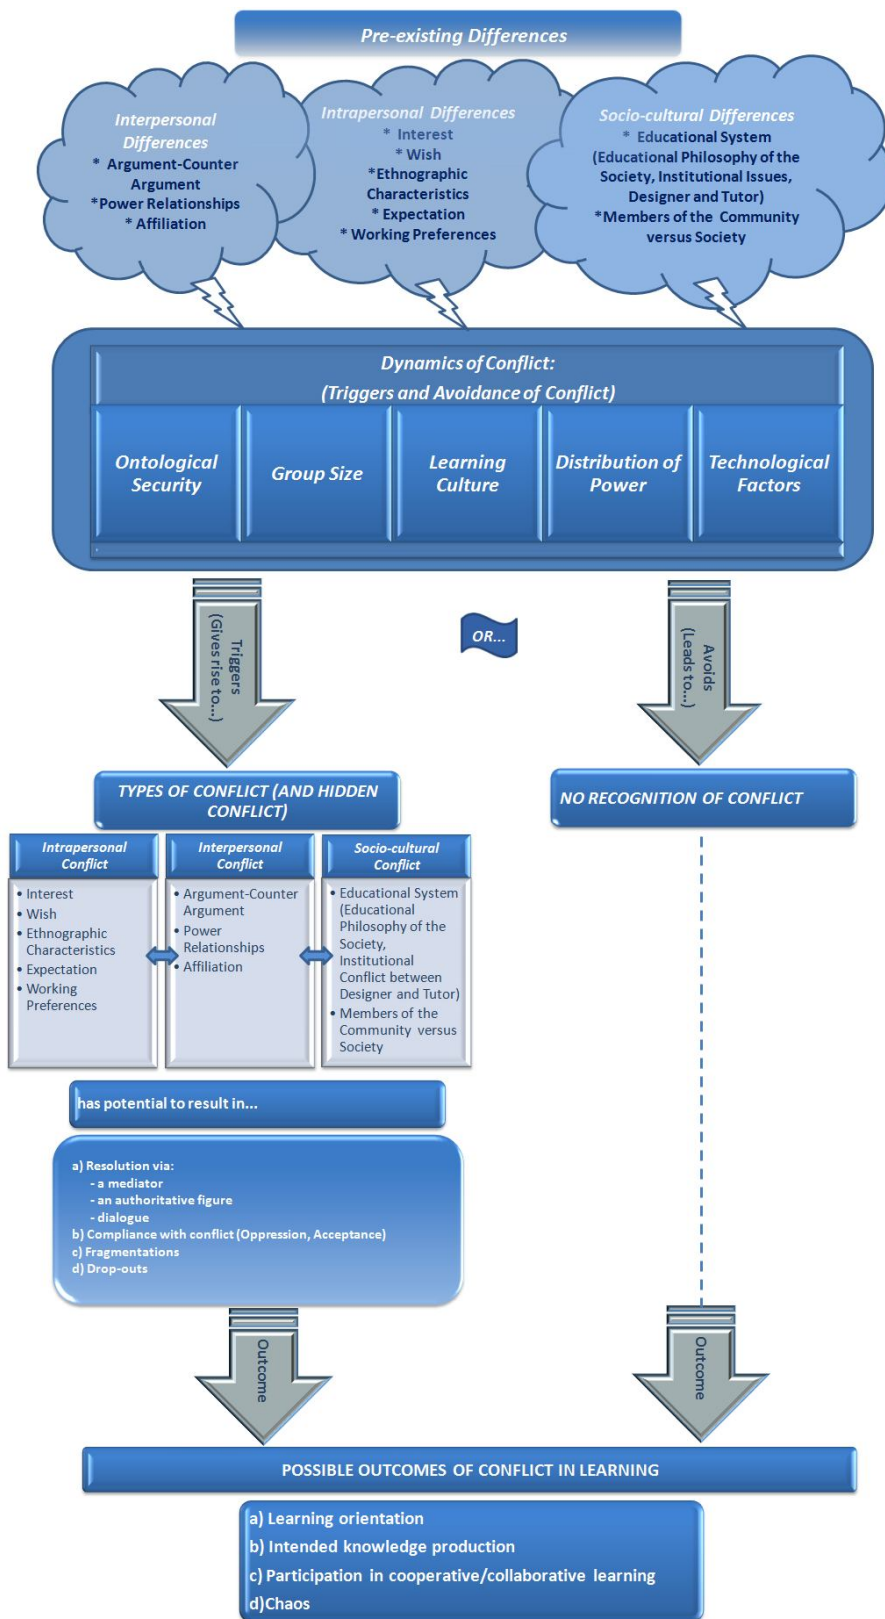 Pre-existing Differences
Interpersonal
Differences
* Argument-Counter
Argument
*Power Relationships
* Affiliation
Intrapersonal Differences
* Interest
* Wish
*Ethnographic
Characteristics
* Expectation
* Working Preferences
Socio-cultural Differences
* Educational System
(Educational Philosophy of the
Society, Institutional Issues,
Designer and Tutor)
*Members of the Community
versus Society
Dynamics of Conflict:
(Triggers and Avoidance of Conflict)
Ontological
Security
Group Size
Learning
Culture
Distribution of
Power
Technological
Factors
Triggers
(Gives rise to...)
OR...
Avoids
(Leads to...)
TYPES OF CONFLICT (AND HIDDEN
CONFLICT)
NO RECOGNITION OF CONFLICT
Intrapersonal
Conflict
• Interest
• Wish
• Ethnographic
Characteristics
• Expectation
• Working
Preferences
Interpersonal
Conflict
• Argument-Counter
Argument
• Power
Relationships
• Affiliation
Socio-cultural
Conflict
• Educational System
(Educational
Philosophy of the
Society,
Institutional
Conflict between
Designer and Tutor)
• Members of the
Community versus
Society
has potential to result in...
a) Resolution via:
- a mediator
- an authoritative figure
- dialogue
b) Compliance with conflict (Oppression, Acceptance)
c) Fragmentations
d) Drop-outs
Outcome
Outcome
POSSIBLE OUTCOMES OF CONFLICT IN LEARNING
a) Learning orientation
b) Intended knowledge production
c) Participation in cooperative/collaborative learning
d)Chaos